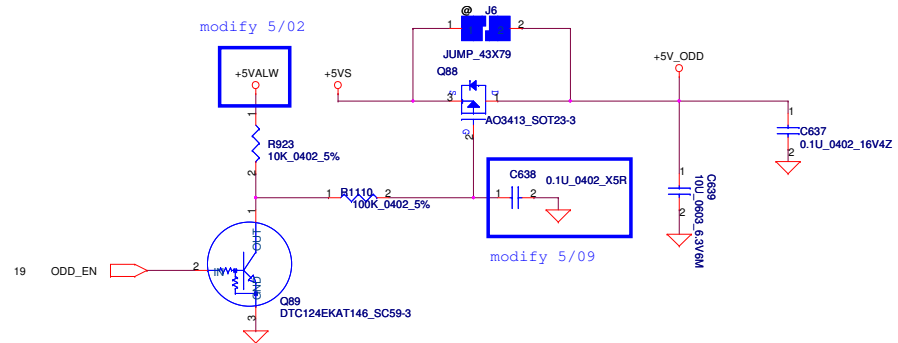 modify 5/02
@ J6
1 2
JUMP_43X79
+5VALW
+5VS
Q88
+5V_ODD
3 S D 1
AO3413_SOT23-3
G
2
1
R923
10K_0402_5%
2
1
C637
0.1U_0402_16V4Z
2
1 R1110 2
100K_0402_5%
C638
0.1U_0402_X5R
1 2
1
C639
10U_0603_6.3V6M
2
modify 5/09
1
OUT
19 ODD_EN
2
IN
GND
3
Q89
DTC124EKAT146_SC59-3